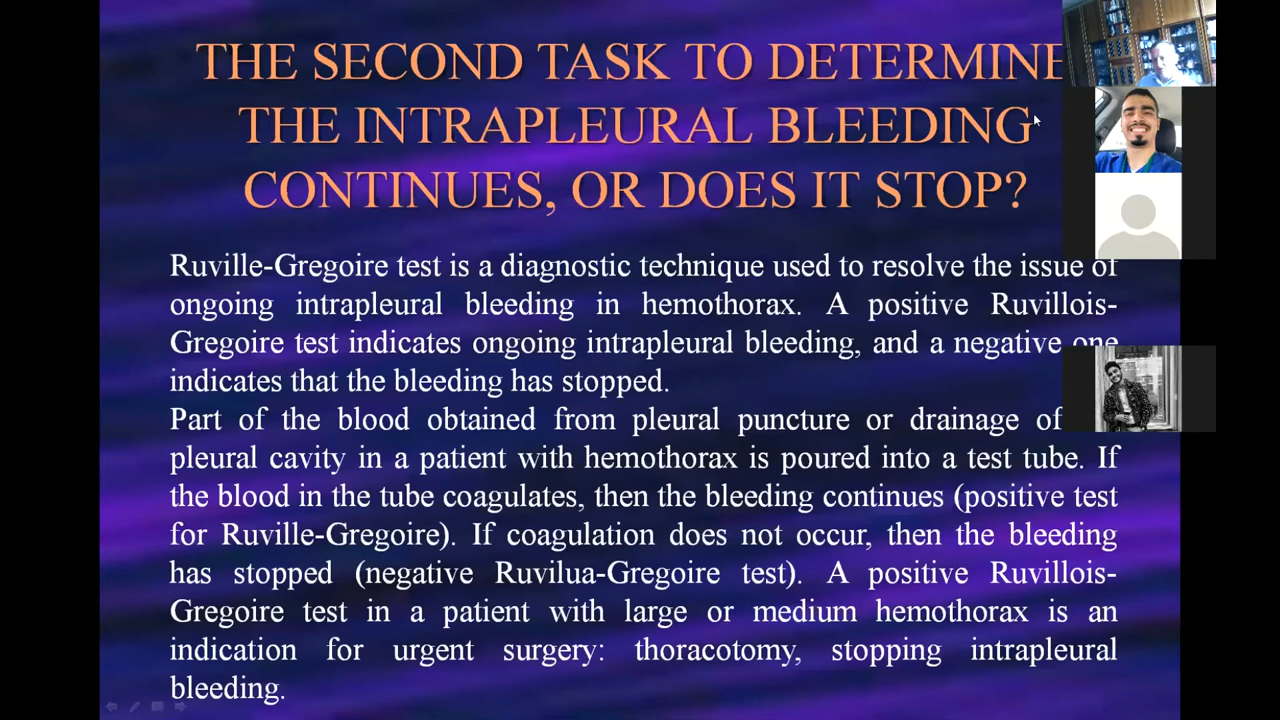 THE SECOND TASK TO DETERMINE
THE INTRAPLEURAL BLEEDING
CONTINUES, OR DOES IT STOP?
Ruville-Gregoire test is a diagnostic technique used to resolve the issue of
ongoing intrapleural bleeding in hemothorax. A positive Ruvillois-
Gregoire test indicates ongoing intrapleural bleeding, and a negative one
indicates that the bleeding has stopped.
Part of the blood obtained from pleural puncture or drainage of
pleural cavity in a patient with hemothorax is poured into a test tube. If
the blood in the tube coagulates, then the bleeding continues (positive test
for Ruville-Gregoire). If coagulation does not occur, then the bleeding
has stopped (negative Ruvilua-Gregoire test). A positive Ruvillois-
Gregoire test in a patient with large or medium hemothorax is an
indication for urgent surgery: thoracotomy, stopping intrapleural
bleeding.